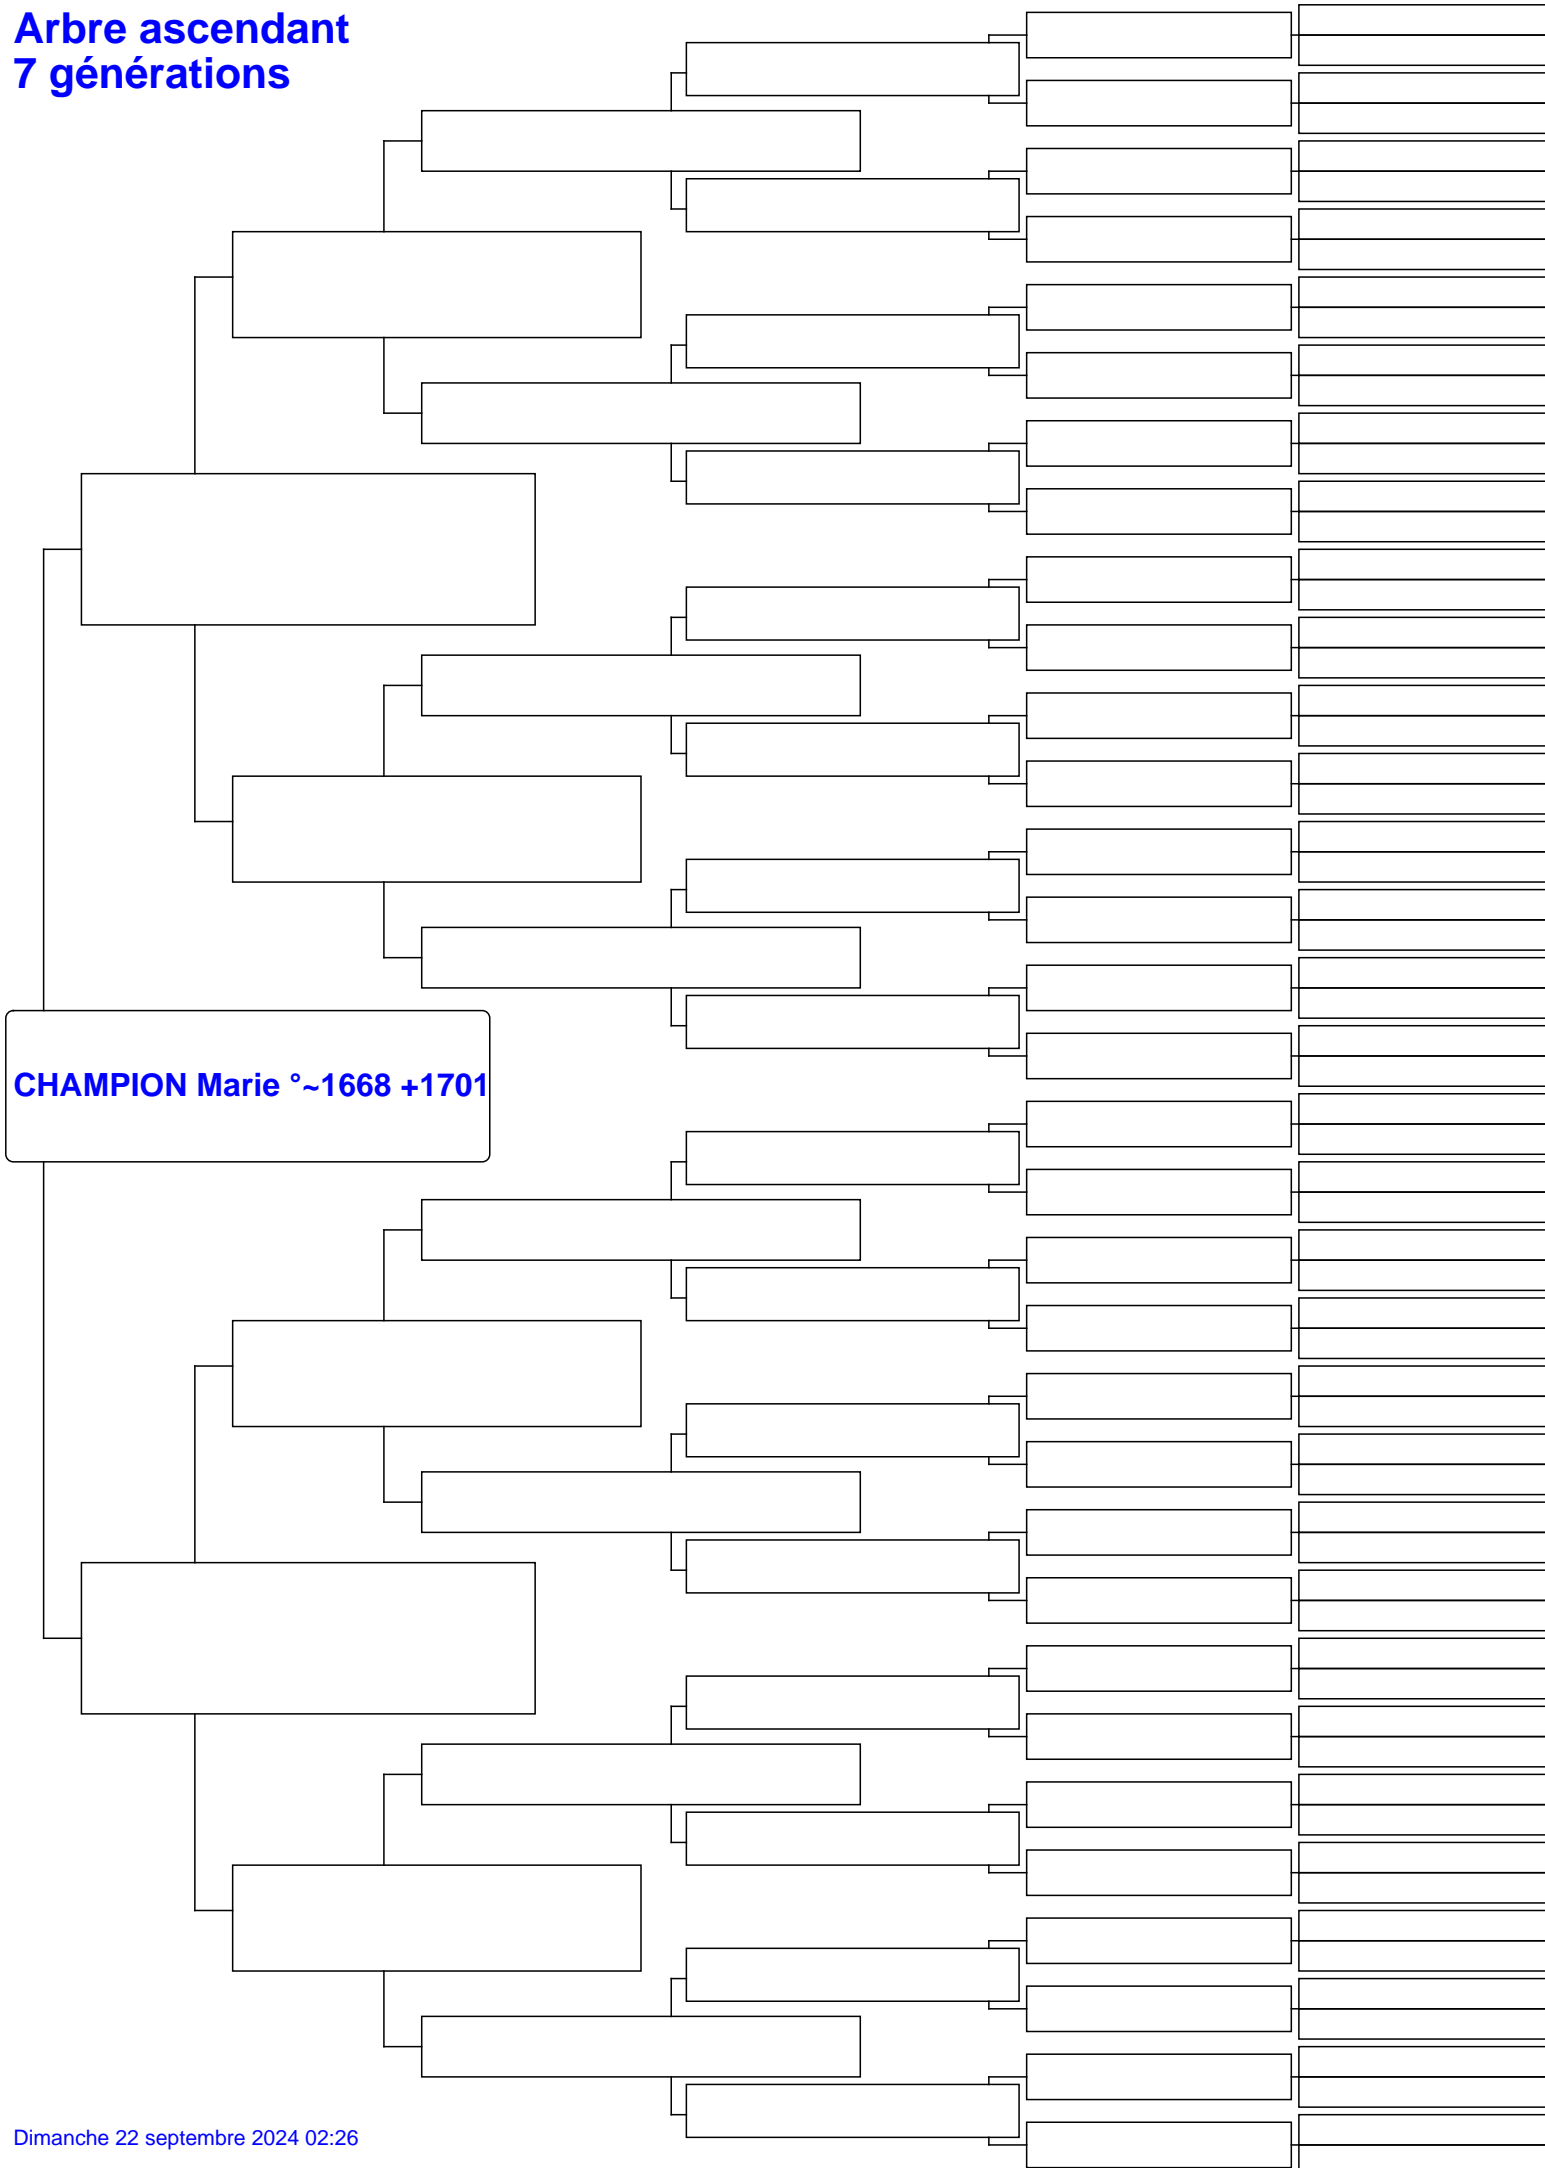 Arbre ascendant
7 générations
CHAMPION Marie °~1668 +1701
Dimanche 22 septembre 2024 02:26